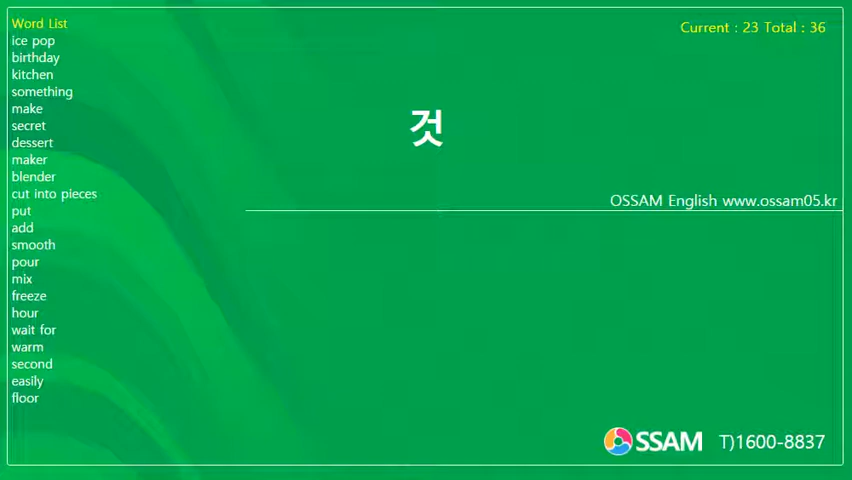 Word List
ice pop
birthday
kitchen
something
make
secret
dessert
maker
blender
cut into pieces
put
add
smooth
pour
mix
freeze
hour
wait for
warm
second
easily
floor
Current : 23 Total : 36
것
OSSAM English www.ossam05.kr
OSSAM T)1600-8837